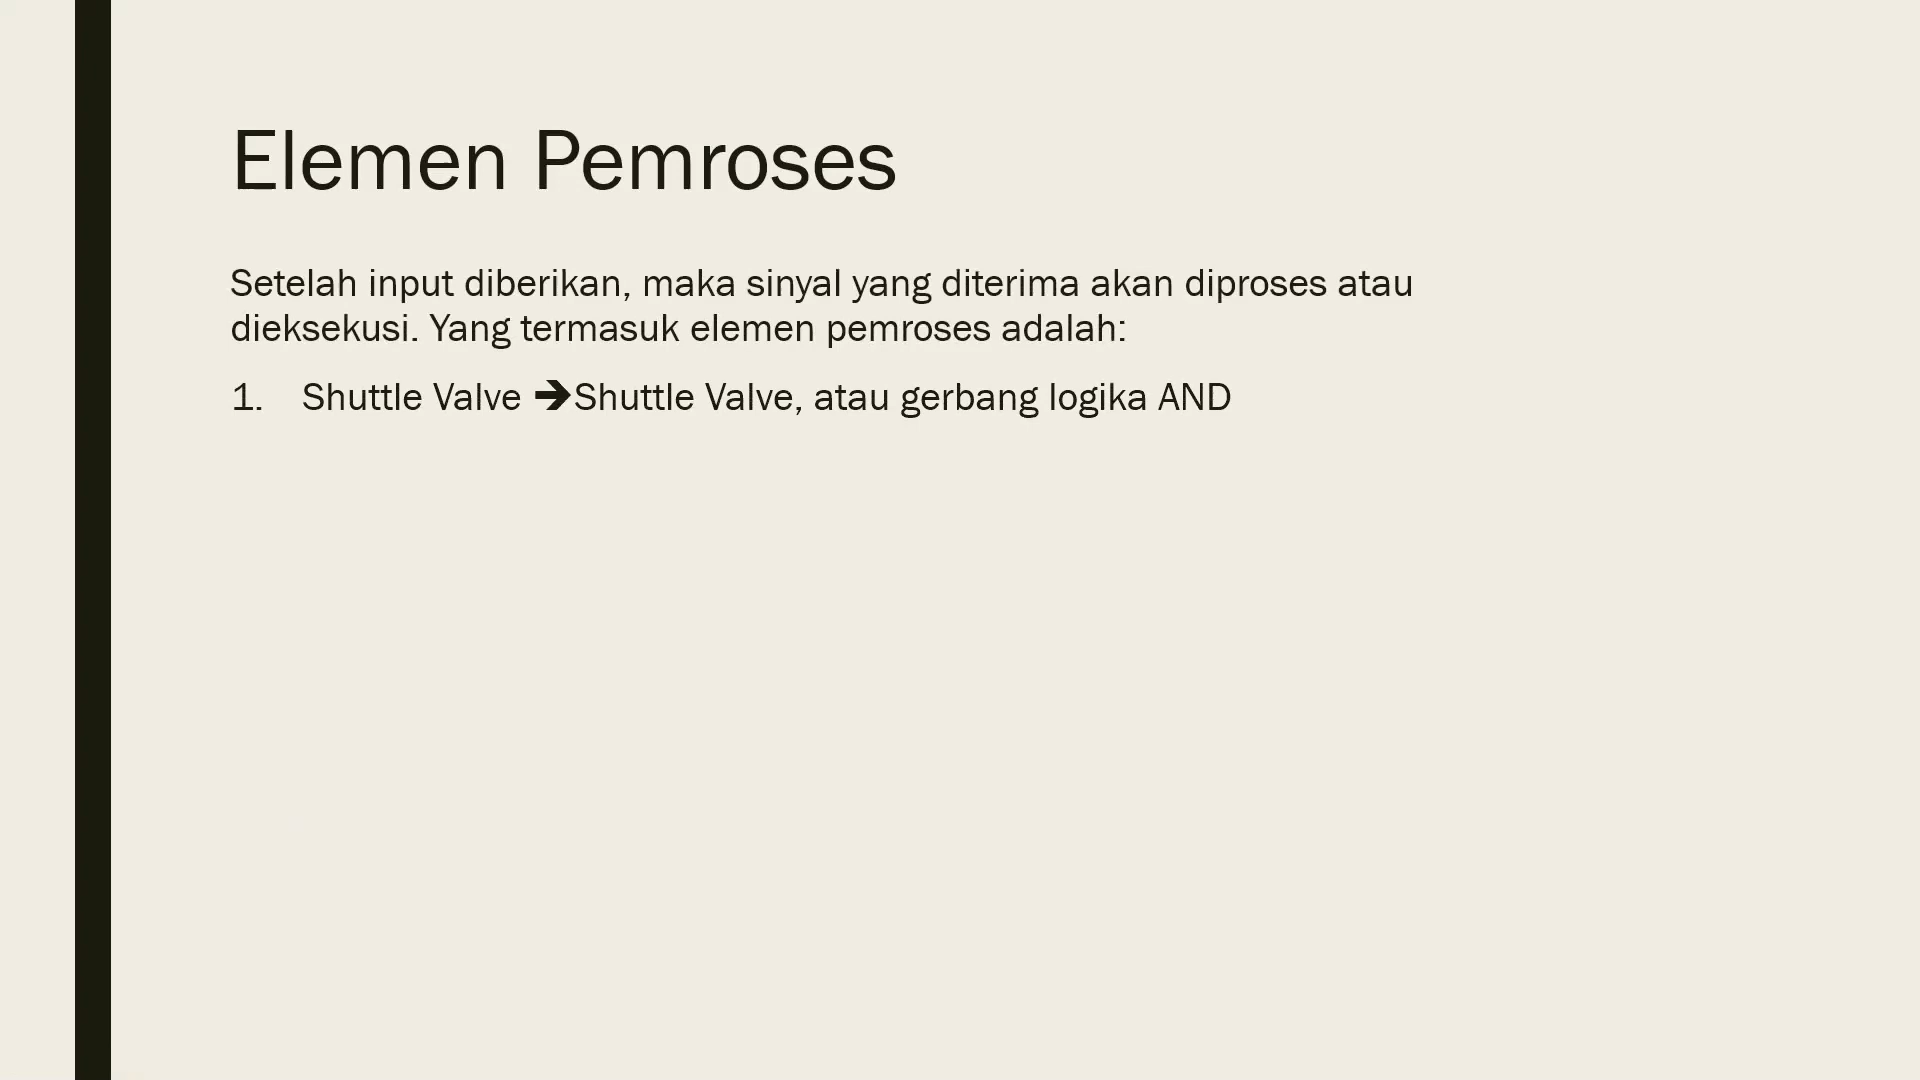 Elemen Pemroses
Setelah input diberikan, maka sinyal yang diterima akan diproses atau
dieksekusi. Yang termasuk elemen pemroses adalah:
1. Shuttle Valve ➔Shuttle Valve, atau gerbang logika AND